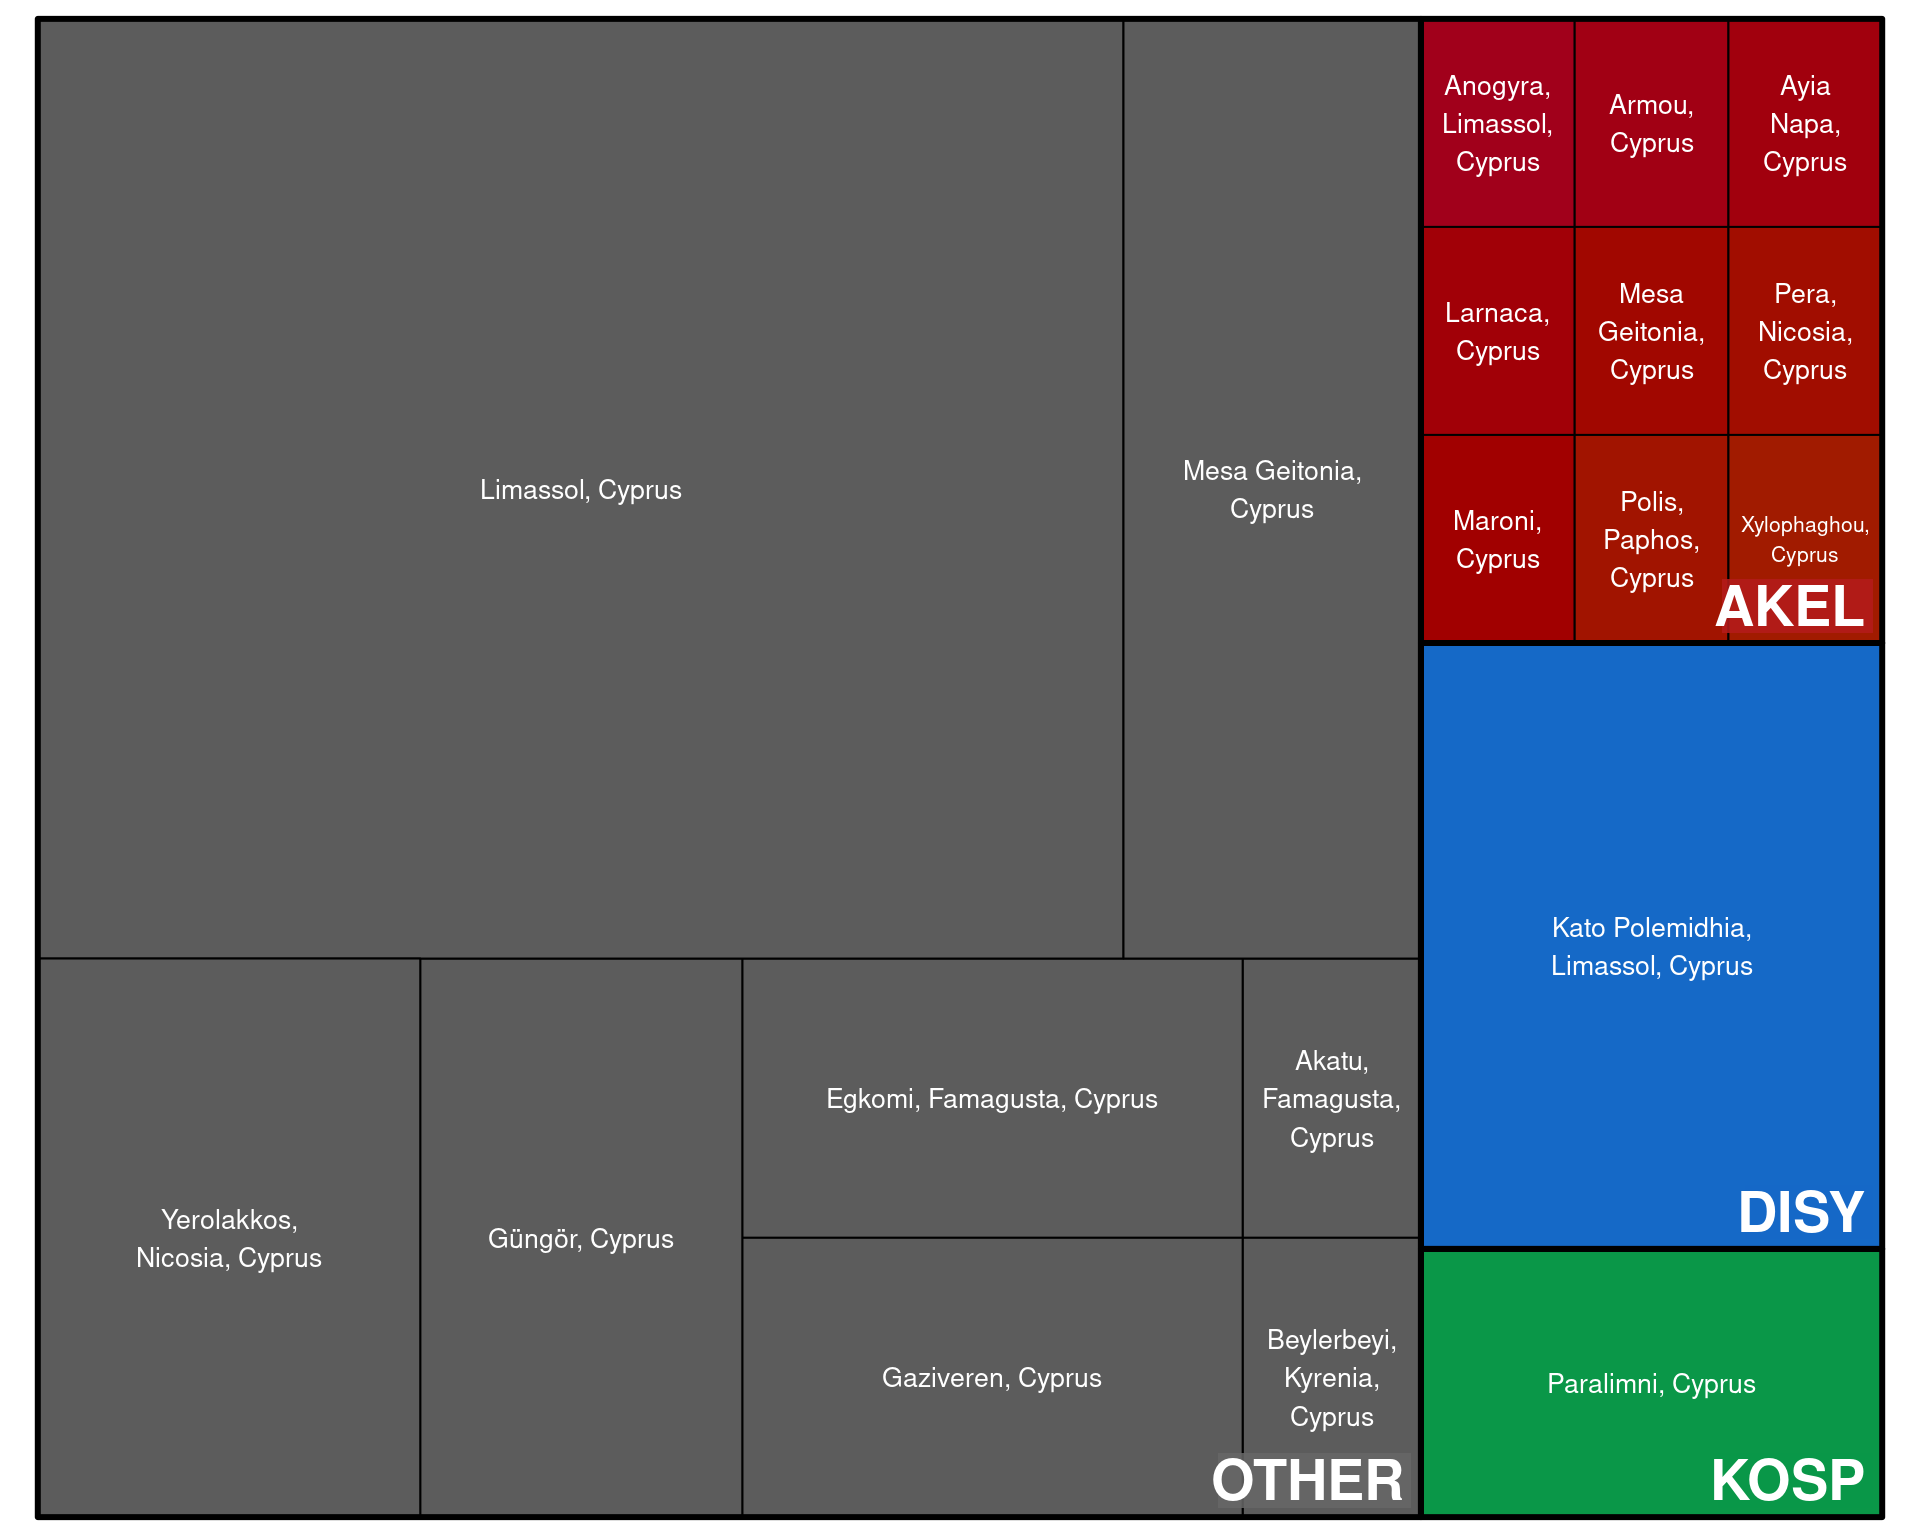 Limassol, Cyprus
Mesa Geitonia,
Cyprus
Yerolakkos,
Nicosia, Cyprus
Güngör, Cyprus
Egkomi, Famagusta, Cyprus
Akatu,
Famagusta,
Cyprus
Gaziveren, Cyprus
Beylerbeyi,
Kyrenia,
Cyprus
OTHER
Anogyra,
Limassol,
Cyprus
Armou,
Cyprus
Ayia
Napa,
Cyprus
Larnaca,
Cyprus
Mesa
Geitonia,
Cyprus
Pera,
Nicosia,
Cyprus
Maroni,
Cyprus
Polis,
Paphos,
Cyprus
Xylophaghou,
Cyprus
AKEL
Kato Polemidhia,
Limassol, Cyprus
DISY
Paralimni, Cyprus
KOSP